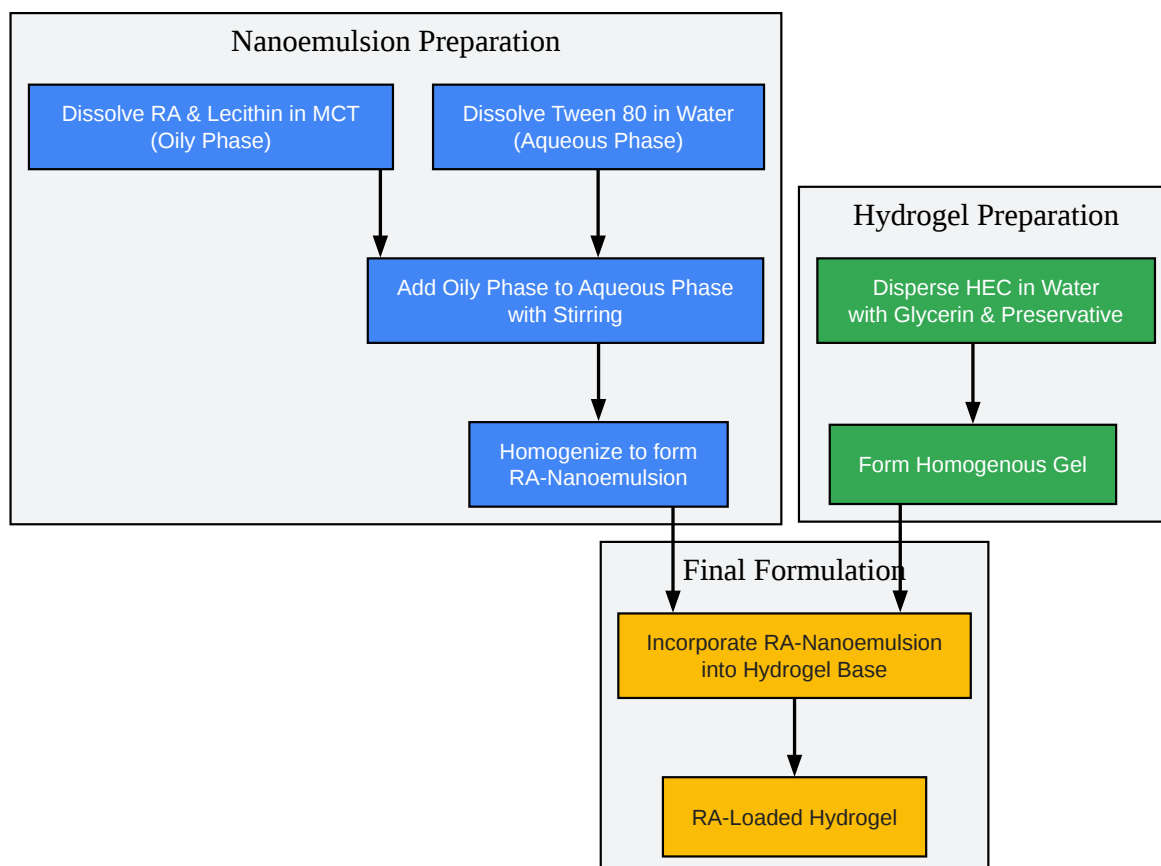 Nanoemulsion Preparation
Dissolve RA & Lecithin in MCT
(Oily Phase)
Dissolve Tween 80 in Water
(Aqueous Phase)
Add Oily Phase to Aqueous Phase
with Stirring
Homogenize to form
RA-Nanoemulsion
Hydrogel Preparation
Disperse HEC in Water
with Glycerin & Preservative
Form Homogenous Gel
Final Formulation
Incorporate RA-Nanoemulsion
into Hydrogel Base
RA-Loaded Hydrogel